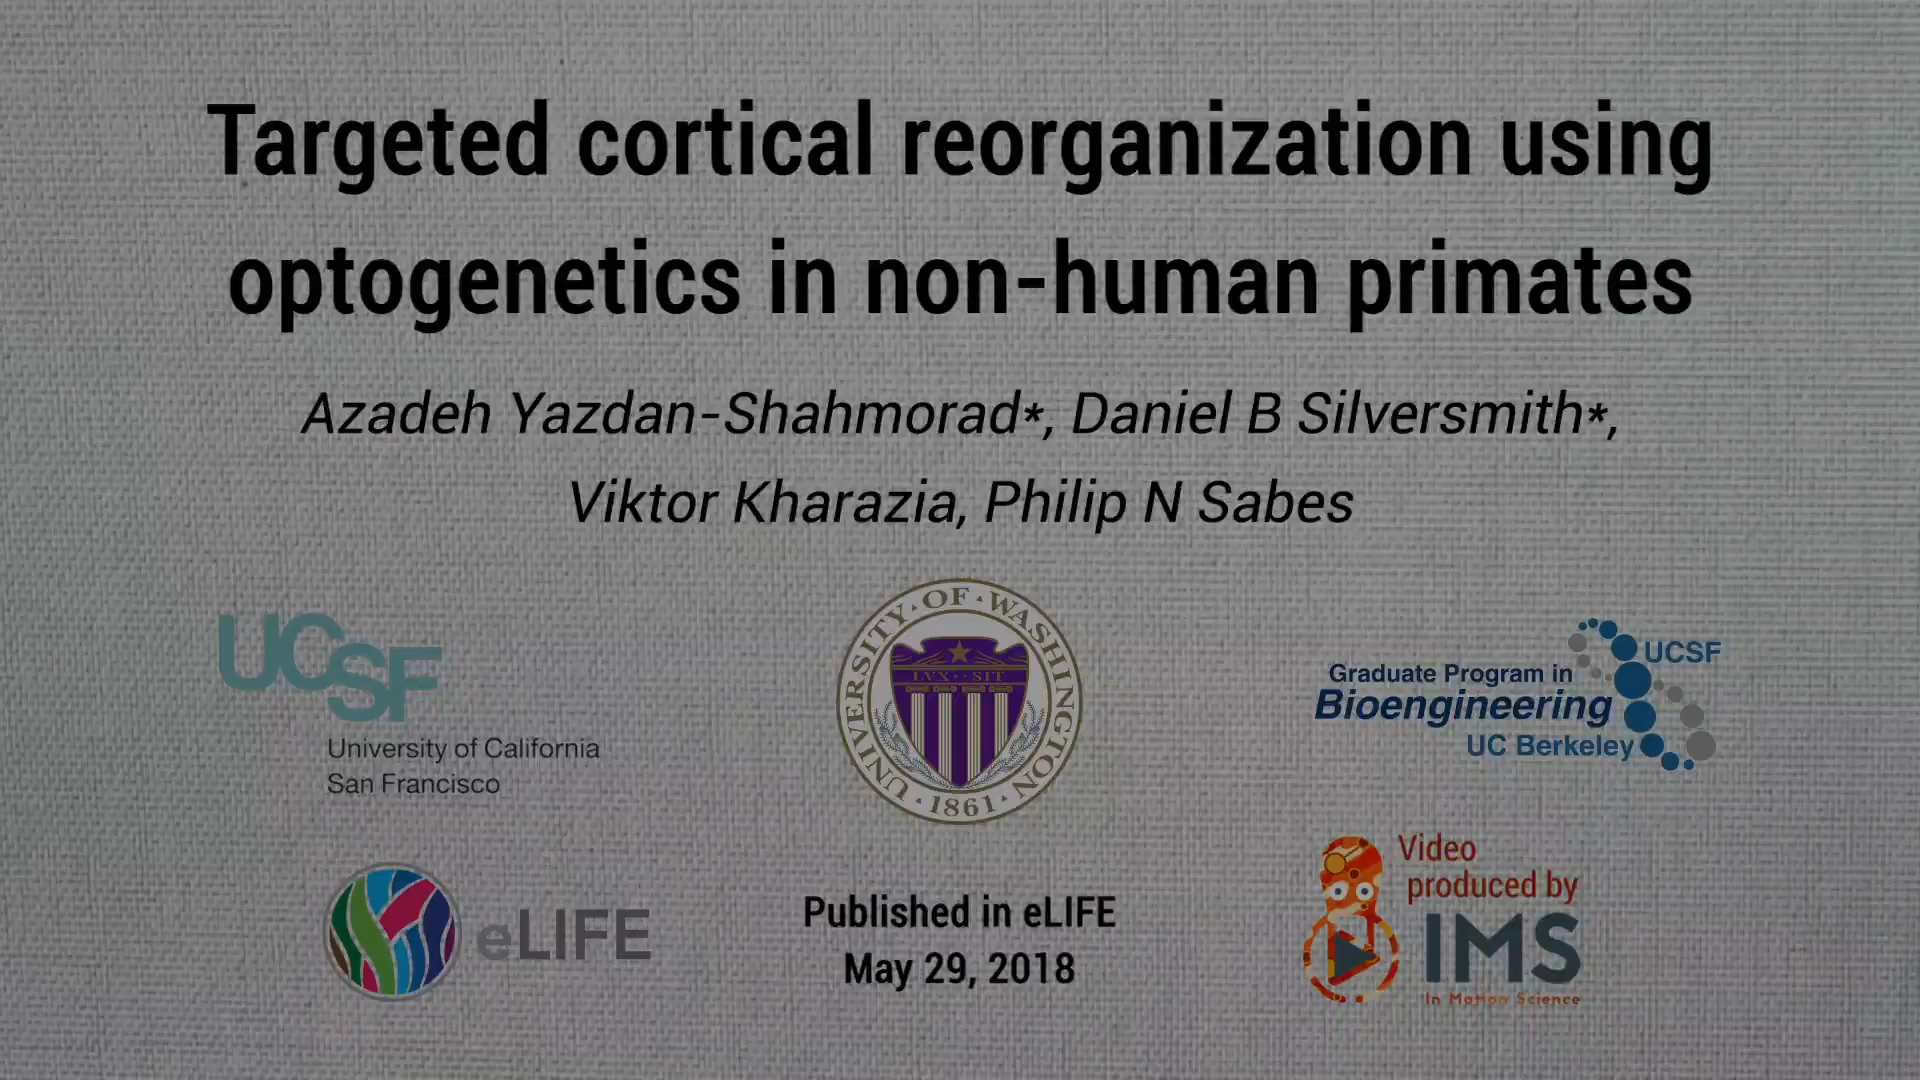 Targeted cortical reorganization using
optogenetics in non-human primates
Azadeh Yazdan-Shahmorad*, Daniel B Silversmith*,
Viktor Kharazia, Philip N Sabes
UCSF
University of California
San Francisco
UNIVERSITY · OF · WASHINGTON
LVX · SIT
· 1861 ·
UCSF
Graduate Program in
Bioengineering
UC Berkeley
eLIFE
Published in eLIFE
May 29, 2018
Video
produced by
IMS
In Motion Science